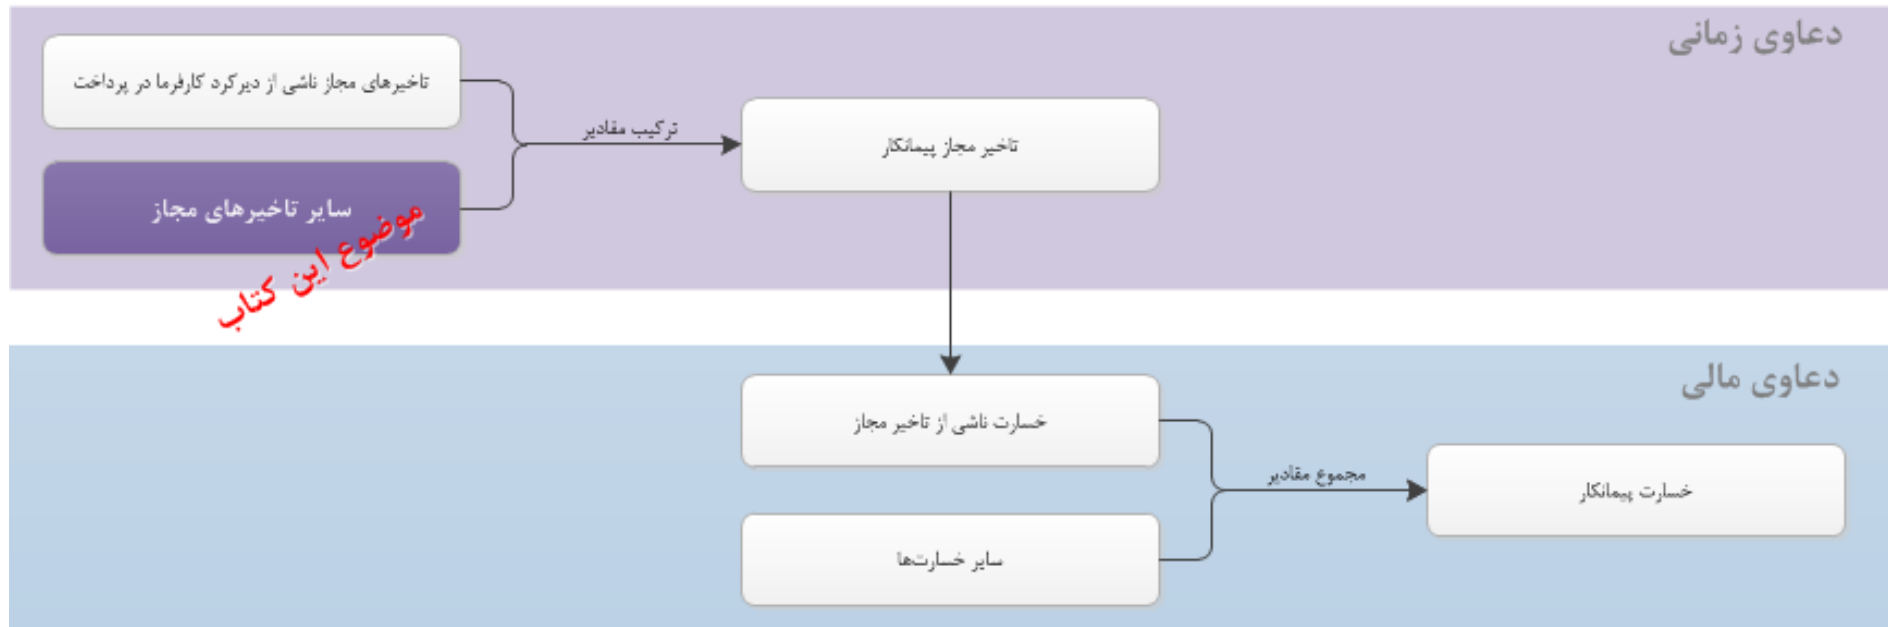 دعاوی زمانی
تاخیرهای مجاز ناشی از دیرکرد کارفرما در پرداخت
ترکیب مقادیر
تاخیر مجاز پیمانکار
سایر تاخیرهای مجاز
موضوع این کتاب
دعاوی مالی
خسارت ناشی از تاخیر مجاز
مجموع مقادیر
خسارت پیمانکار
سایر خسارت‌ها